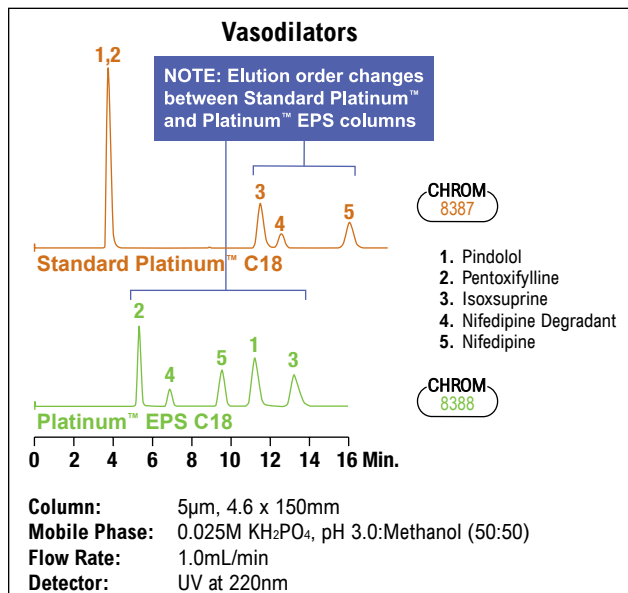 Vasodilators
1,2
NOTE: Elution order changes
between Standard Platinum™
and Platinum™ EPS columns
3
4
5
CHROM
8387
Standard Platinum™ C18
1. Pindolol
2. Pentoxifylline
3. Isoxsuprine
4. Nifedipine Degradant
5. Nifedipine
2
4
5
1
3
CHROM
8388
Platinum™ EPS C18
0 2 4 6 8 10 12 14 16 Min.
Column: 5µm, 4.6 x 150mm
Mobile Phase: 0.025M KH₂PO₄, pH 3.0:Methanol (50:50)
Flow Rate: 1.0mL/min
Detector: UV at 220nm